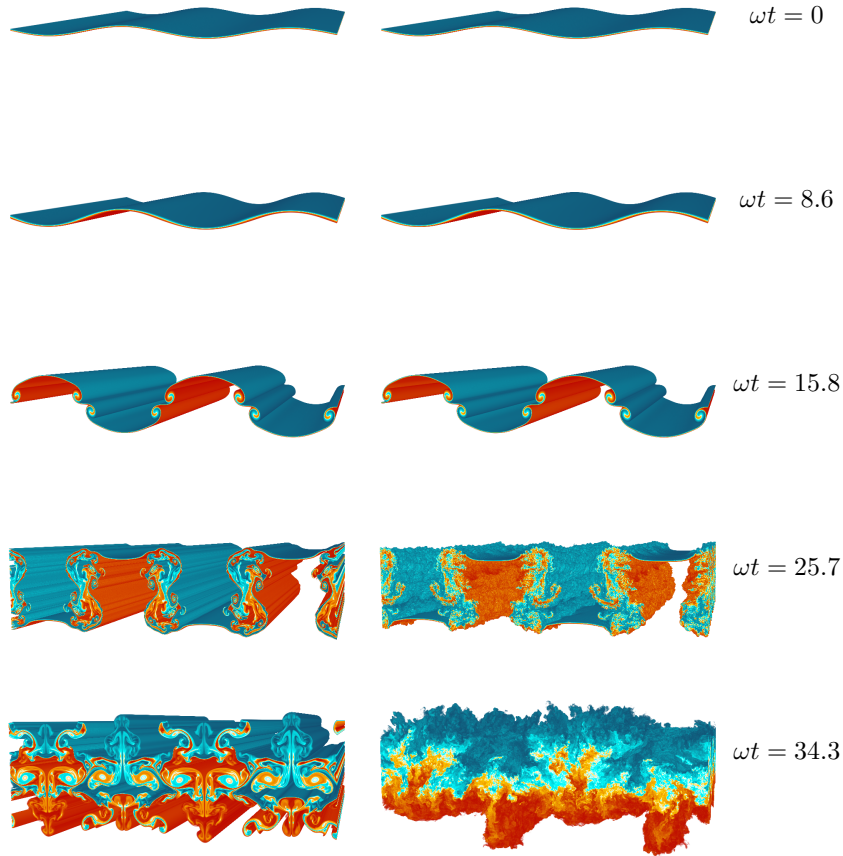 ωt = 0
ωt = 8.6
ωt = 15.8
ωt = 25.7
ωt = 34.3